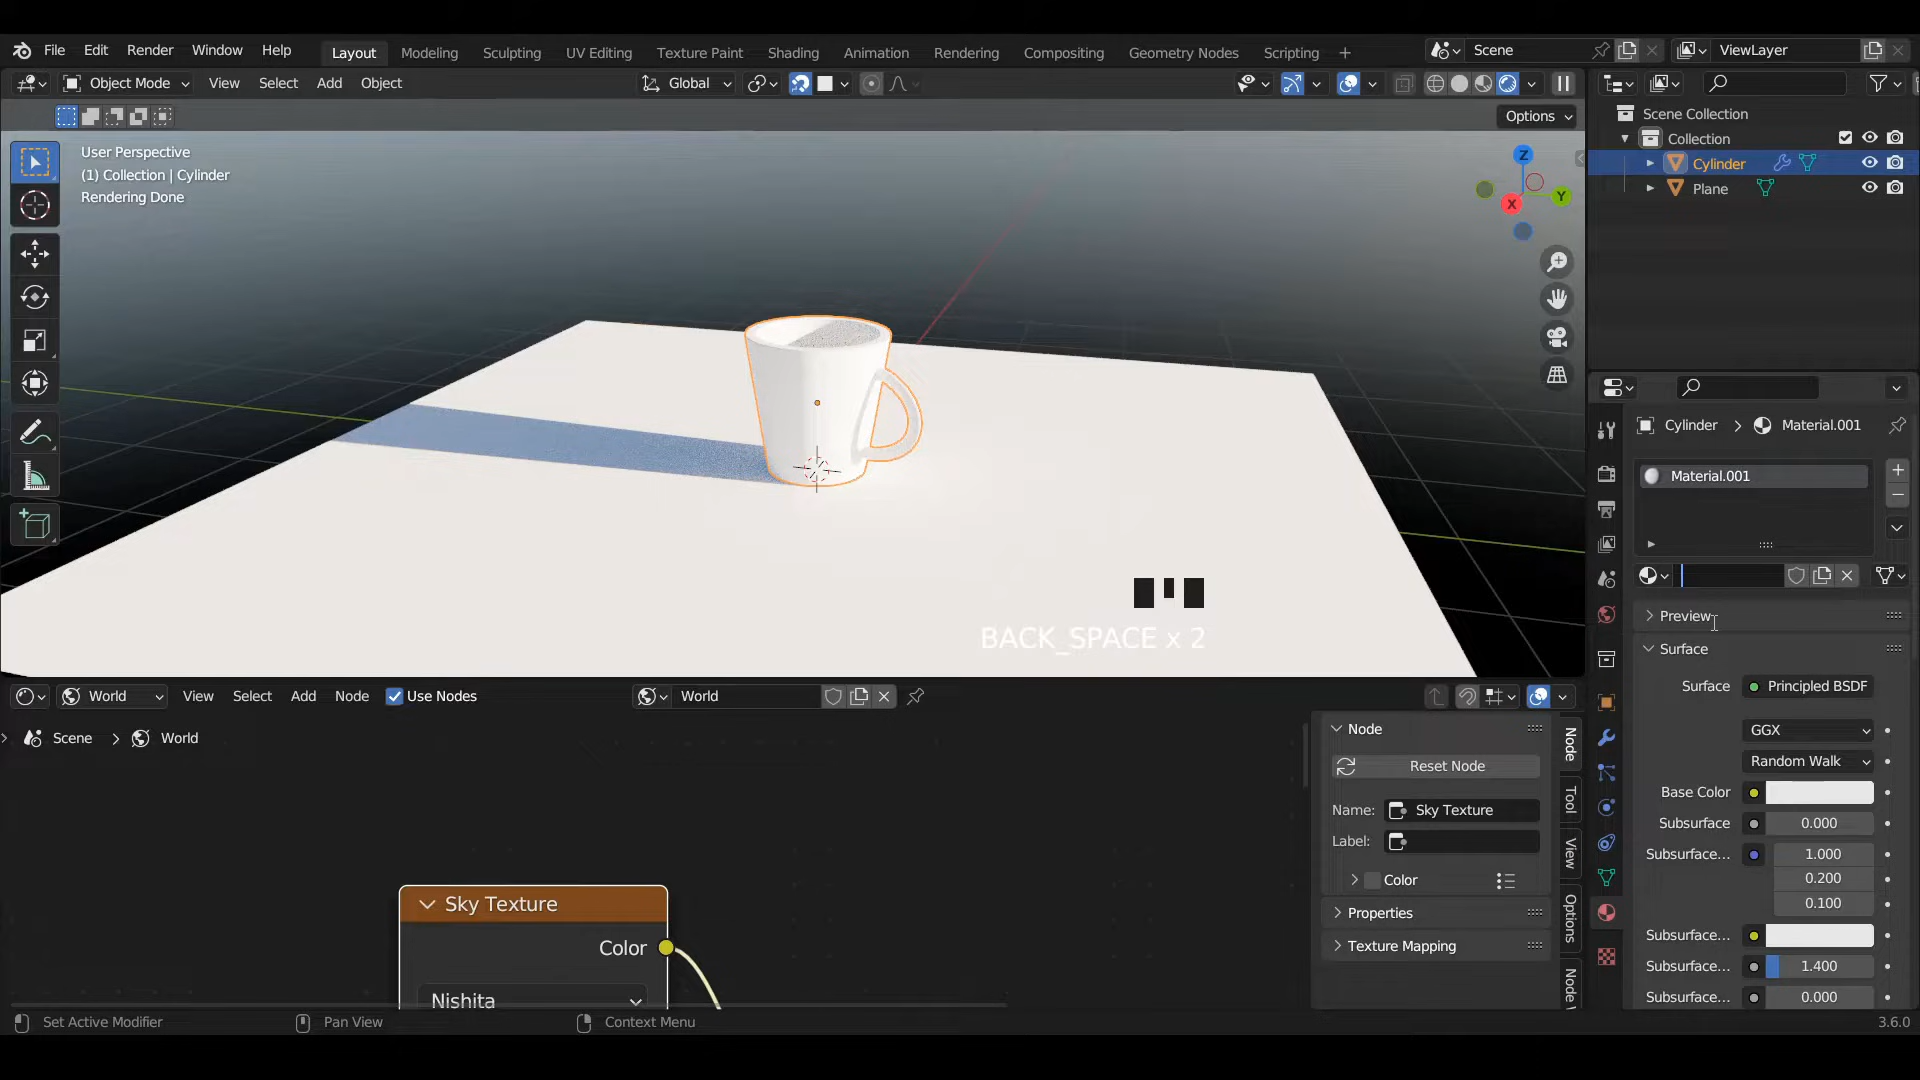 File Edit Render Window Help Layout Modeling Sculpting UV Editing Texture Paint Shading Animation Rendering Compositing Geometry Nodes Scripting Scene ViewLayer
Object Mode View Select Add Object Global
Options
User Perspective
(1) Collection | Cylinder
Rendering Done
Z
Y
X
BACK_SPACE x 2
Scene Collection
Collection
Cylinder
Plane
Cylinder > Material.001
Material.001
Preview
Surface
Surface Principled BSDF
GGX
Random Walk
Base Color
Subsurface 0.000
Subsurface... 1.000
0.200
0.100
Subsurface...
Subsurface... 1.400
Subsurface... 0.000
World View Select Add Node Use Nodes World
Scene > World
Sky Texture
Color
Nishita
Node
Reset Node
Name: Sky Texture
Label:
Color
Properties
Texture Mapping
Node
Tool
View
Options
Node
Set Active Modifier Pan View Context Menu 3.6.0